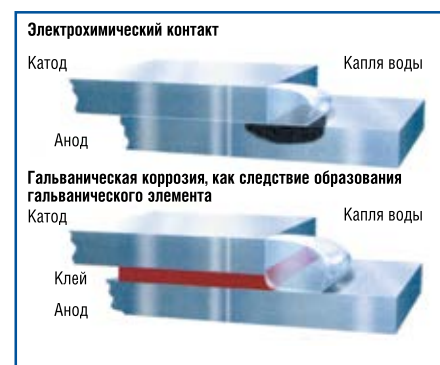 Электрохимический контакт
Катод
Капля воды
Анод
Гальваническая коррозия, как следствие образования
гальванического элемента
Катод
Капля воды
Клей
Анод